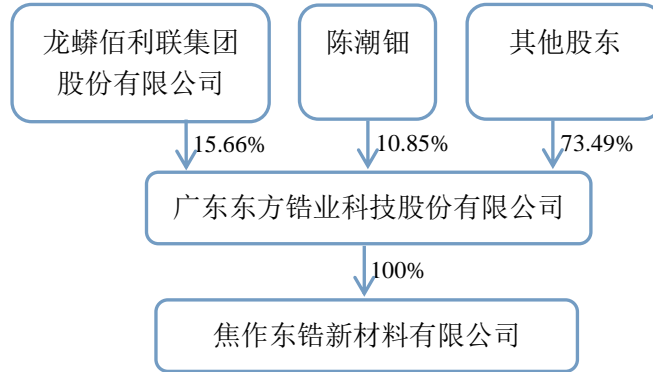 龙蟒佰利联集团
股份有限公司
陈潮钿
其他股东
15.66%
10.85%
73.49%
广东东方锆业科技股份有限公司
100%
焦作东锆新材料有限公司